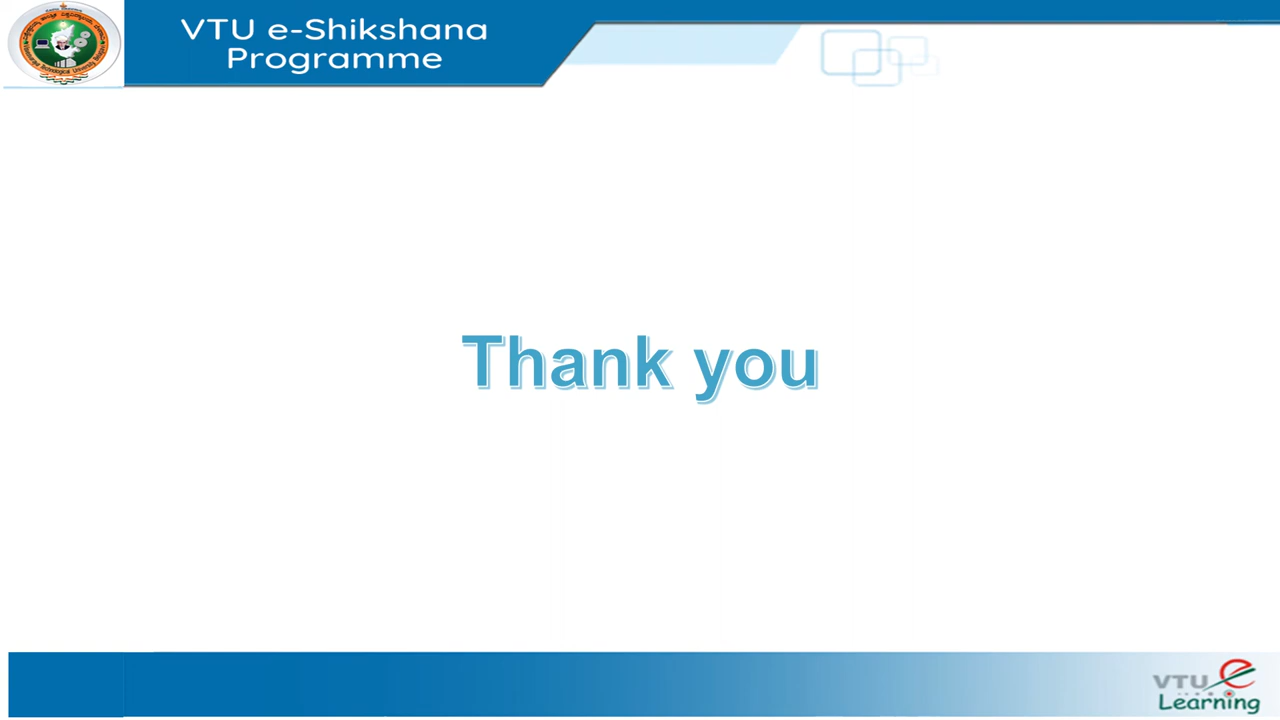 VTU e-Shikshana
Programme
Thank you
VTU e
Learning